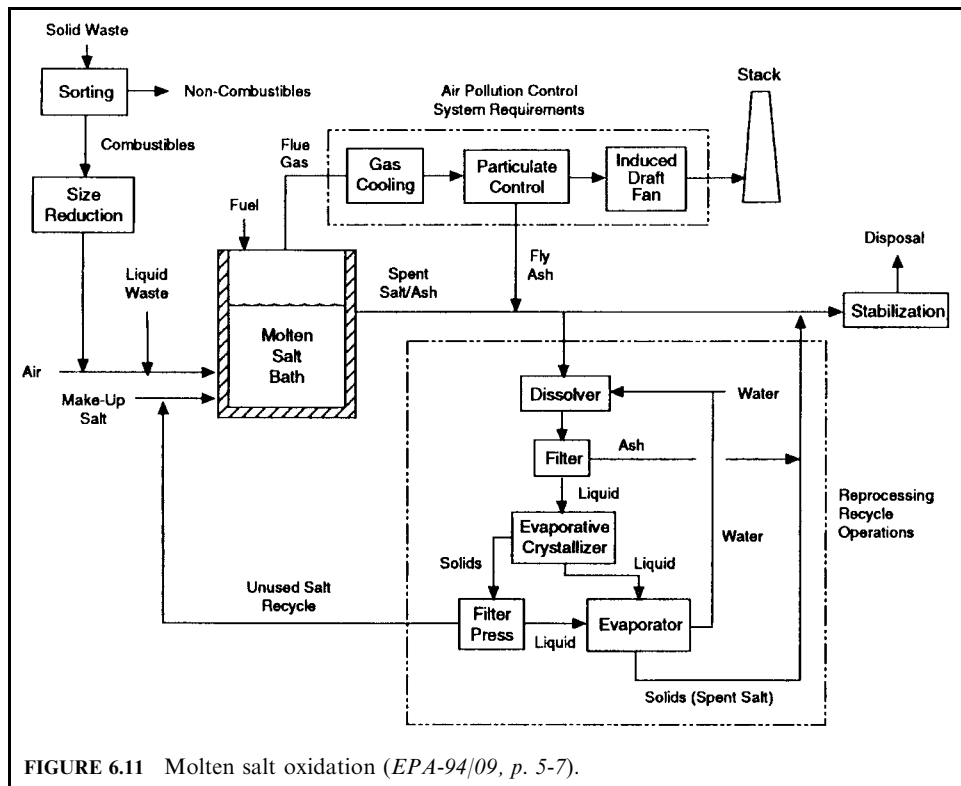 Solid Waste
Sorting
Non-Combustibles
Combustibles
Size
Reduction
Air Pollution Control
System Requirements
Stack
Flue
Gas
Gas
Cooling
Particulate
Control
Induced
Draft
Fan
Fuel
Liquid
Waste
Spent
Salt/Ash
Fly
Ash
Disposal
Stabilization
Molten
Salt
Bath
Air
Make-Up
Salt
Dissolver
Water
Filter
Ash
Liquid
Reprocessing
Recycle
Operations
Evaporative
Crystallizer
Water
Solids
Liquid
Unused Salt
Recycle
Filter
Press
Liquid
Evaporator
Solids (Spent Salt)
FIGURE 6.11 Molten salt oxidation (EPA-94/09, p. 5-7).